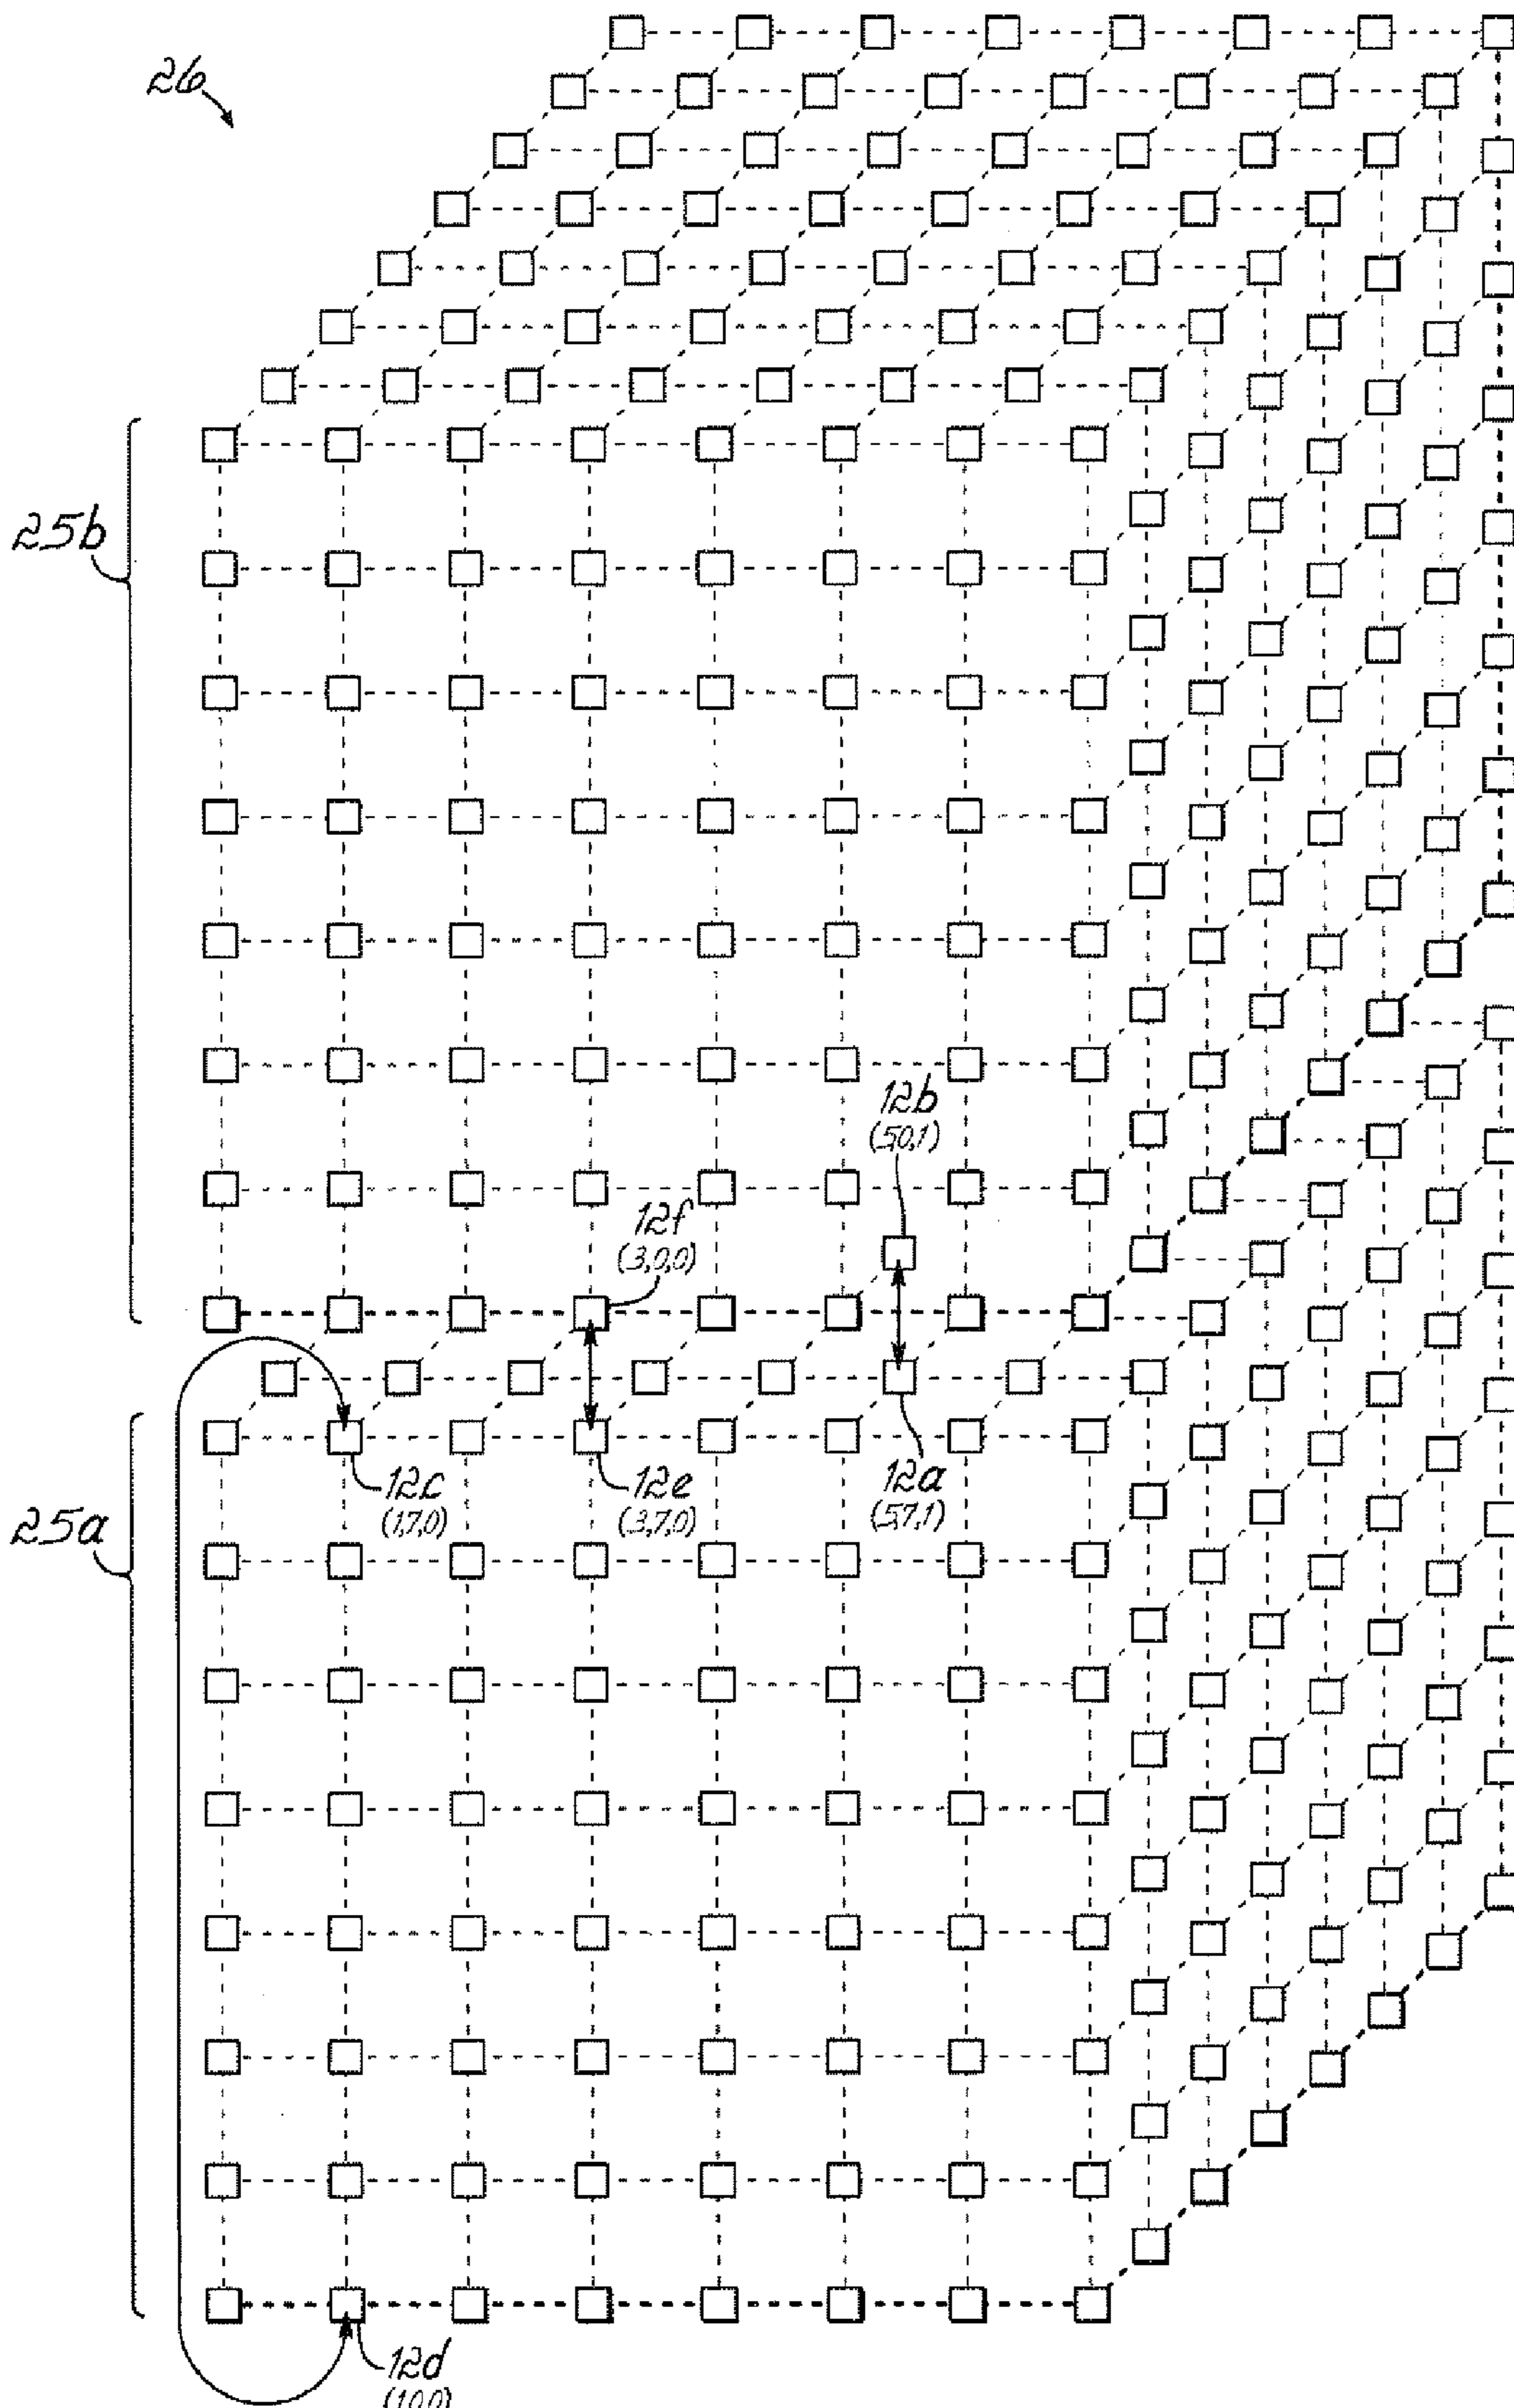 26
25b
12b
(5,0,1)
12f
(3,0,0)
12c
(1,7,0)
12e
(3,7,0)
12a
(5,7,1)
25a
12d
(1,0,0)